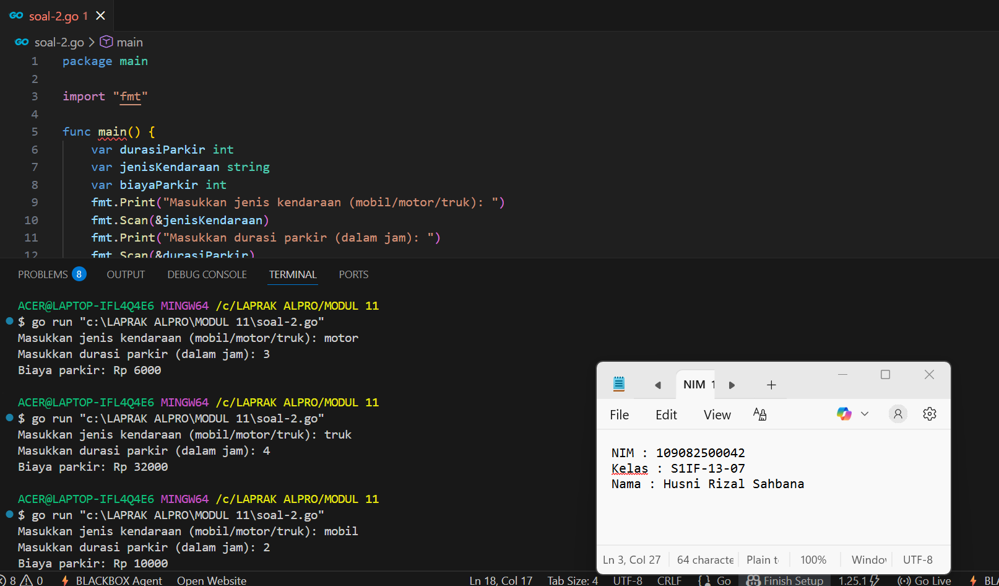 GO soal-2.go 1
GO soal-2.go > main
1 package main
2
3 import "fmt"
4
5 func main() {
6 var durasiParkir int
7 var jenisKendaraan string
8 var biayaParkir int
9 fmt.Print("Masukkan jenis kendaraan (mobil/motor/truk): ")
10 fmt.Scan(&jenisKendaraan)
11 fmt.Print("Masukkan durasi parkir (dalam jam): ")
12 fmt.Scan(&durasiParkir)
PROBLEMS 8 OUTPUT DEBUG CONSOLE TERMINAL PORTS
ACER@LAPTOP-IFL4Q4E6 MINGW64 /c/LAPRAK ALPRO/MODUL 11
$ go run "c:\LAPRAK ALPRO\MODUL 11\soal-2.go"
Masukkan jenis kendaraan (mobil/motor/truk): motor
Masukkan durasi parkir (dalam jam): 3
Biaya parkir: Rp 6000
ACER@LAPTOP-IFL4Q4E6 MINGW64 /c/LAPRAK ALPRO/MODUL 11
$ go run "c:\LAPRAK ALPRO\MODUL 11\soal-2.go"
Masukkan jenis kendaraan (mobil/motor/truk): truk
Masukkan durasi parkir (dalam jam): 4
Biaya parkir: Rp 32000
ACER@LAPTOP-IFL4Q4E6 MINGW64 /c/LAPRAK ALPRO/MODUL 11
$ go run "c:\LAPRAK ALPRO\MODUL 11\soal-2.go"
Masukkan jenis kendaraan (mobil/motor/truk): mobil
Masukkan durasi parkir (dalam jam): 2
Biaya parkir: Rp 10000
NIM 1
File Edit View
NIM : 109082500042
Kelas : S1IF-13-07
Nama : Husni Rizal Sahbana
Ln 3, Col 27 64 characte Plain t 100% Window UTF-8
8 0 BLACKBOX Agent Open Website Ln 18, Col 17 Tab Size: 4 UTF-8 CRLF {} Go Finish Setup 1.25.1 Go Live BL